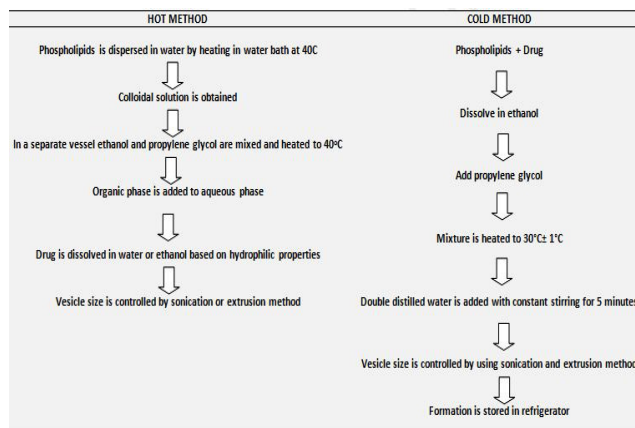 HOT METHOD
Phospholipids is dispersed in water by heating in water bath at 40C
Colloidal solution is obtained
In a separate vessel ethanol and propylene glycol are mixed and heated to 40°C
Organic phase is added to aqueous phase
Drug is dissolved in water or ethanol based on hydrophilic properties
Vesicle size is controlled by sonication or extrusion method
COLD METHOD
Phospholipids + Drug
Dissolve in ethanol
Add propylene glycol
Mixture is heated to 30°C± 1°C
Double distilled water is added with constant stirring for 5 minutes
Vesicle size is controlled by using sonication and extrusion method
Formation is stored in refrigerator